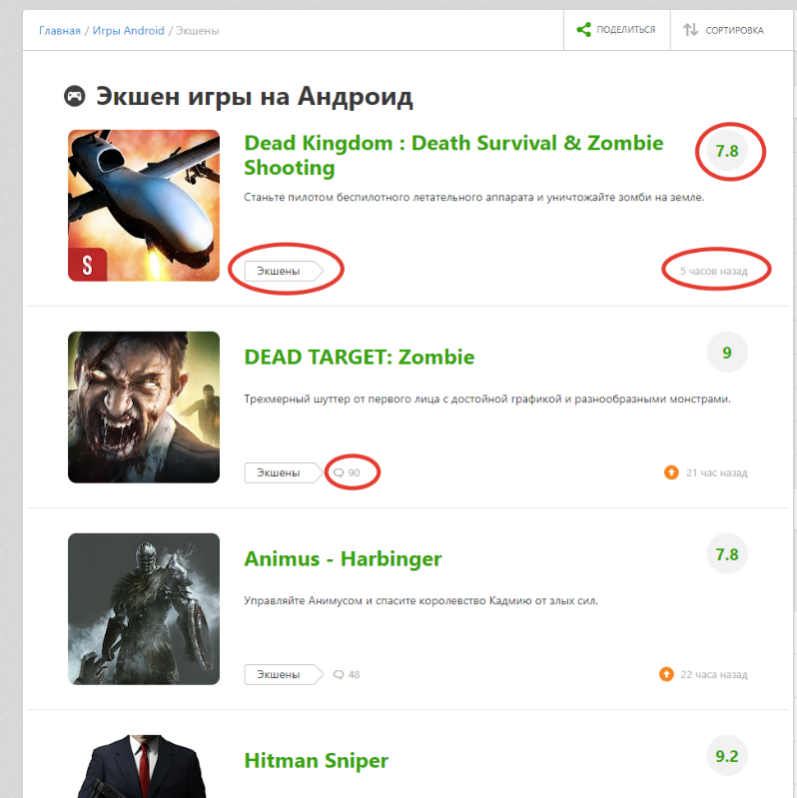 Главная / Игры Android / Экшены
ПОДЕЛИТЬСЯ
СОРТИРОВКА
Экшен игры на Андроид
Dead Kingdom : Death Survival & Zombie
Shooting
7.8
Станьте пилотом беспилотного летательного аппарата и уничтожайте зомби на земле.
S
Экшены
5 часов назад
DEAD TARGET: Zombie
9
Трехмерный шуттер от первого лица с достойной графикой и разнообразными монстрами.
Экшены
90
21 час назад
Animus - Harbinger
7.8
Управляйте Анимусом и спасите королевство Кадмию от злых сил.
Экшены
48
22 часа назад
Hitman Sniper
9.2